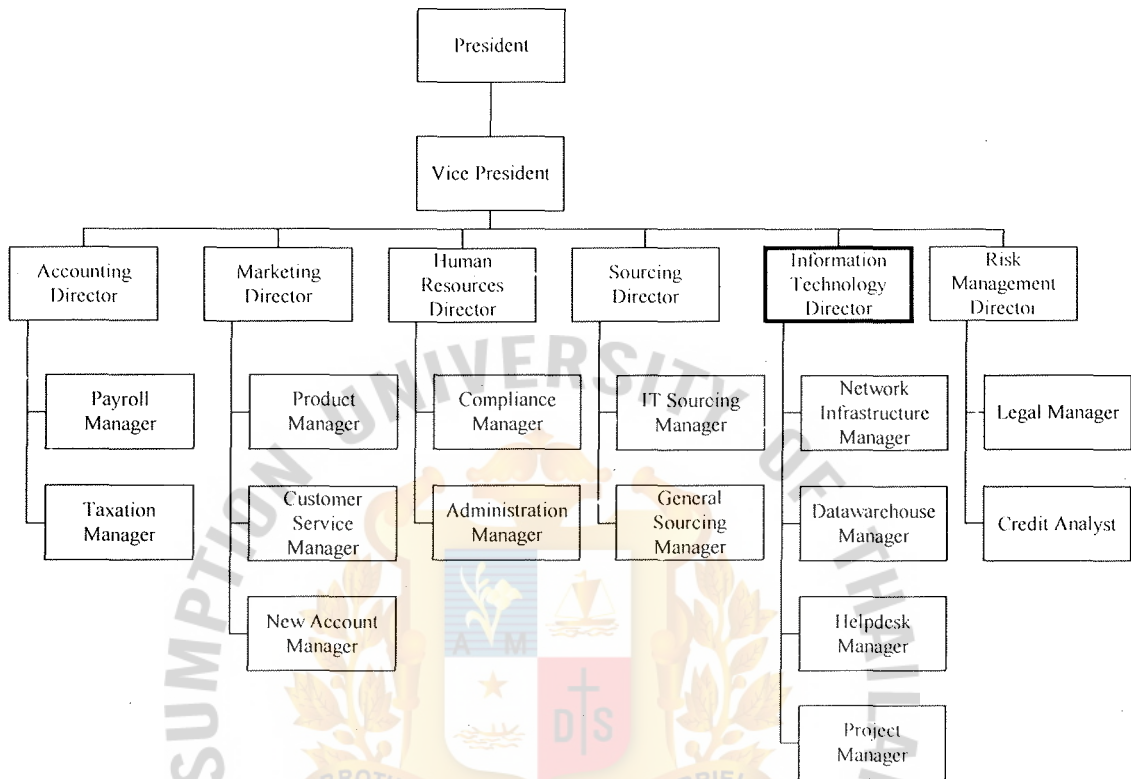 President
Vice President
Accounting
Director
Marketing
Director
Human
Resources
Director
Sourcing
Director
Information
Technology
Director
Risk
Management
Director
Payroll
Manager
Product
Manager
Compliance
Manager
IT Sourcing
Manager
Network
Infrastructure
Manager
Legal Manager
Taxation
Manager
Customer
Service
Manager
Administration
Manager
General
Sourcing
Manager
Datawarehouse
Manager
Credit Analyst
New Account
Manager
Helpdesk
Manager
Project
Manager
UNIVERSITY OF
A M
D S